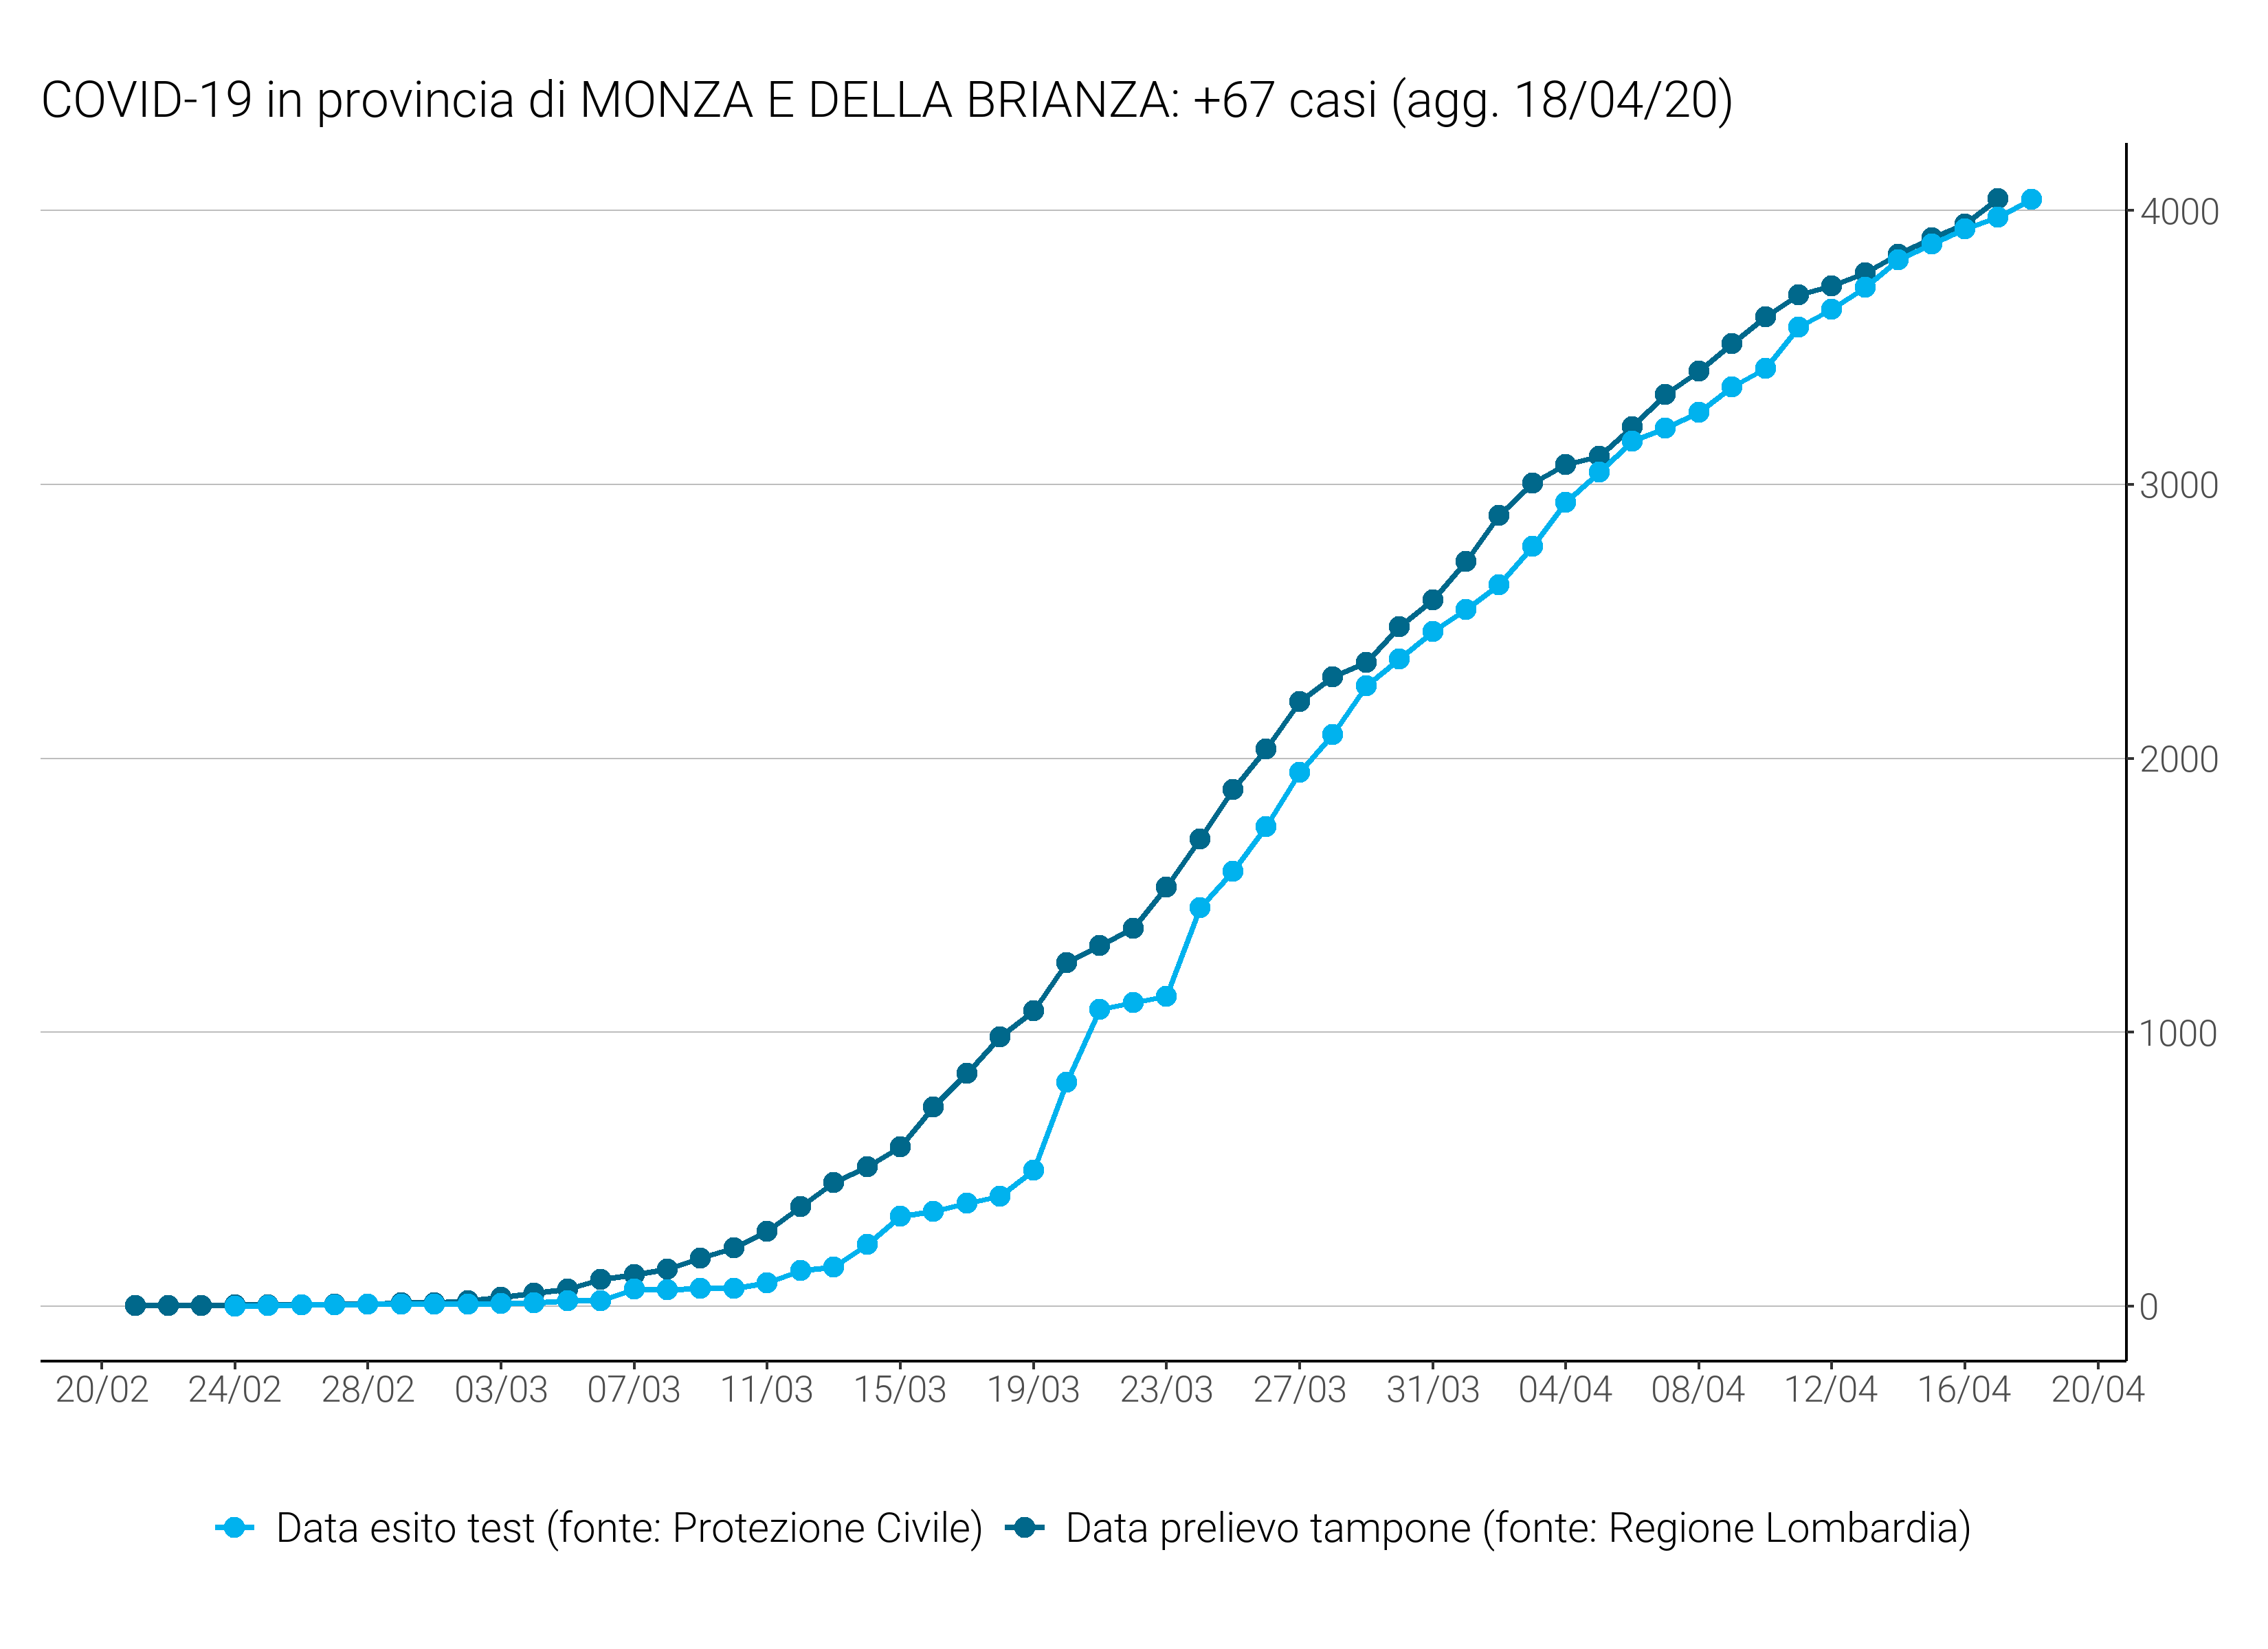 COVID-19 in provincia di MONZA E DELLA BRIANZA: +67 casi (agg. 18/04/20)
4000
3000
2000
1000
0
20/02 24/02 28/02 03/03 07/03 11/03 15/03 19/03 23/03 27/03 31/03 04/04 08/04 12/04 16/04 20/04
Data esito test (fonte: Protezione Civile) Data prelievo tampone (fonte: Regione Lombardia)